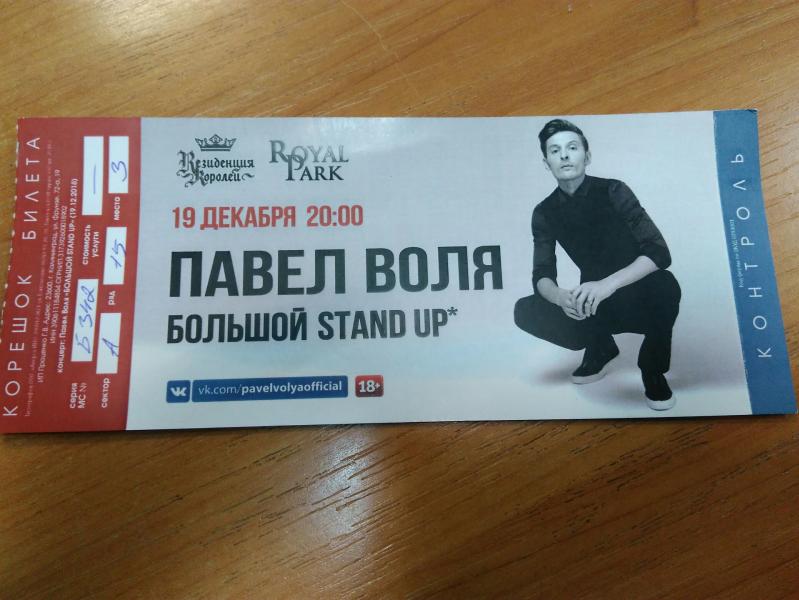 КОРЕШОК БИЛЕТА
концерт: Павел Воля «БОЛЬШОЙ STAND UP» (19.12.2018)
серия
МС №
Б 342
стоимость
услуги
—
сектор
А
ряд
15
место
3
Резиденция
Королей
ROYAL
PARK
19 ДЕКАБРЯ 20:00
ПАВЕЛ ВОЛЯ
БОЛЬШОЙ STAND UP*
vk.com/pavelvolyaofficial
18+
КОНТРОЛЬ